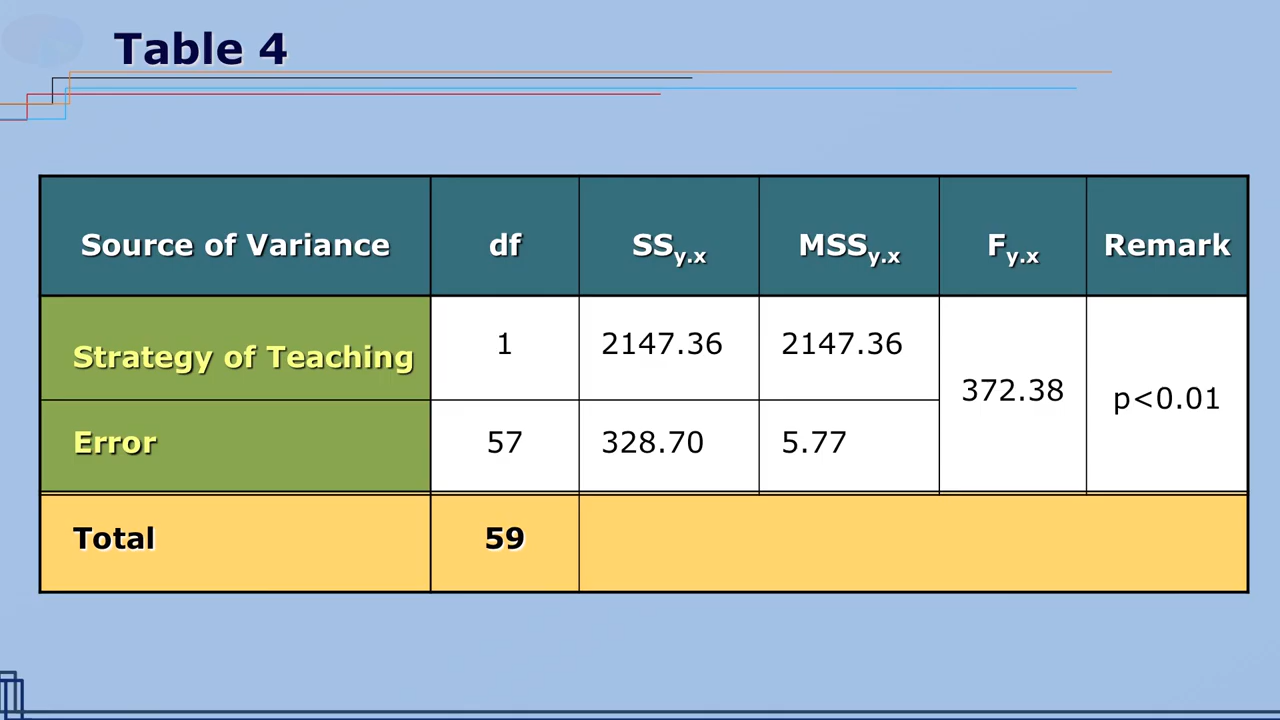 Table 4
Source of Variance df SSy.x MSSy.x Fy.x Remark
Strategy of Teaching 1 2147.36 2147.36 372.38 p<0.01
Error 57 328.70 5.77
Total 59